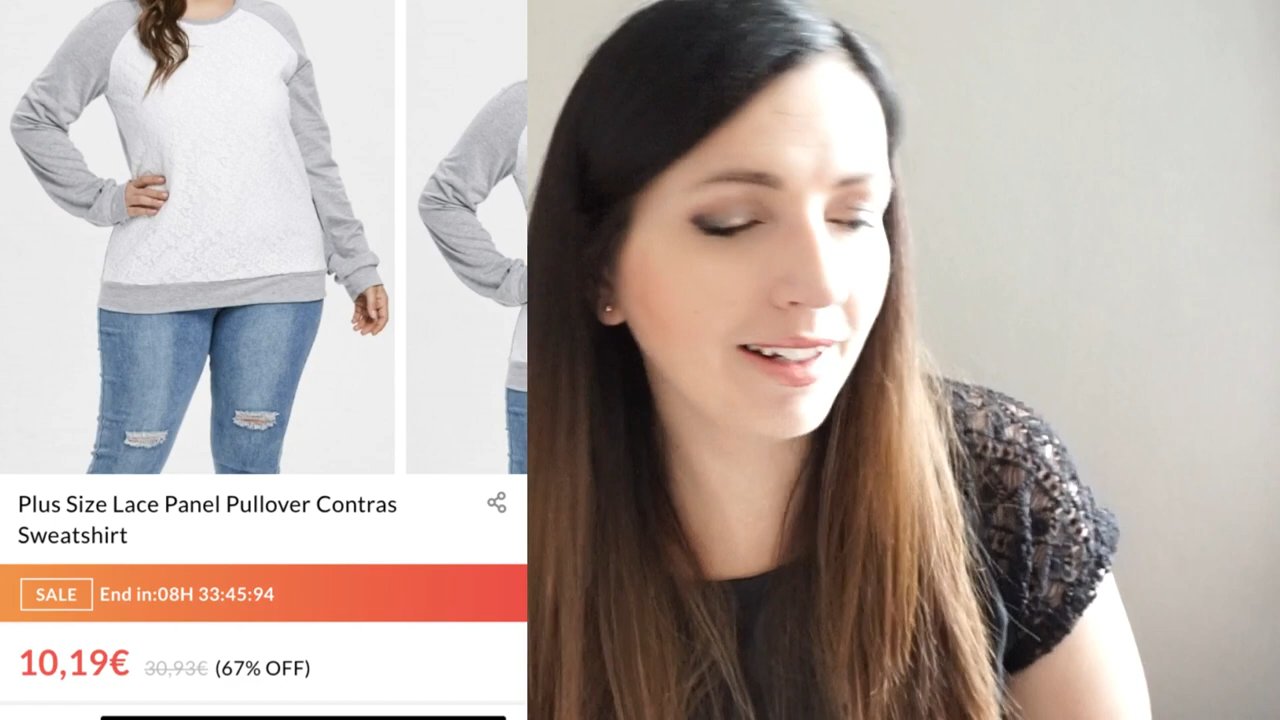 Plus Size Lace Panel Pullover Contras
Sweatshirt
SALE End in:08H 33:45:94
10,19€ 30,93€ (67% OFF)